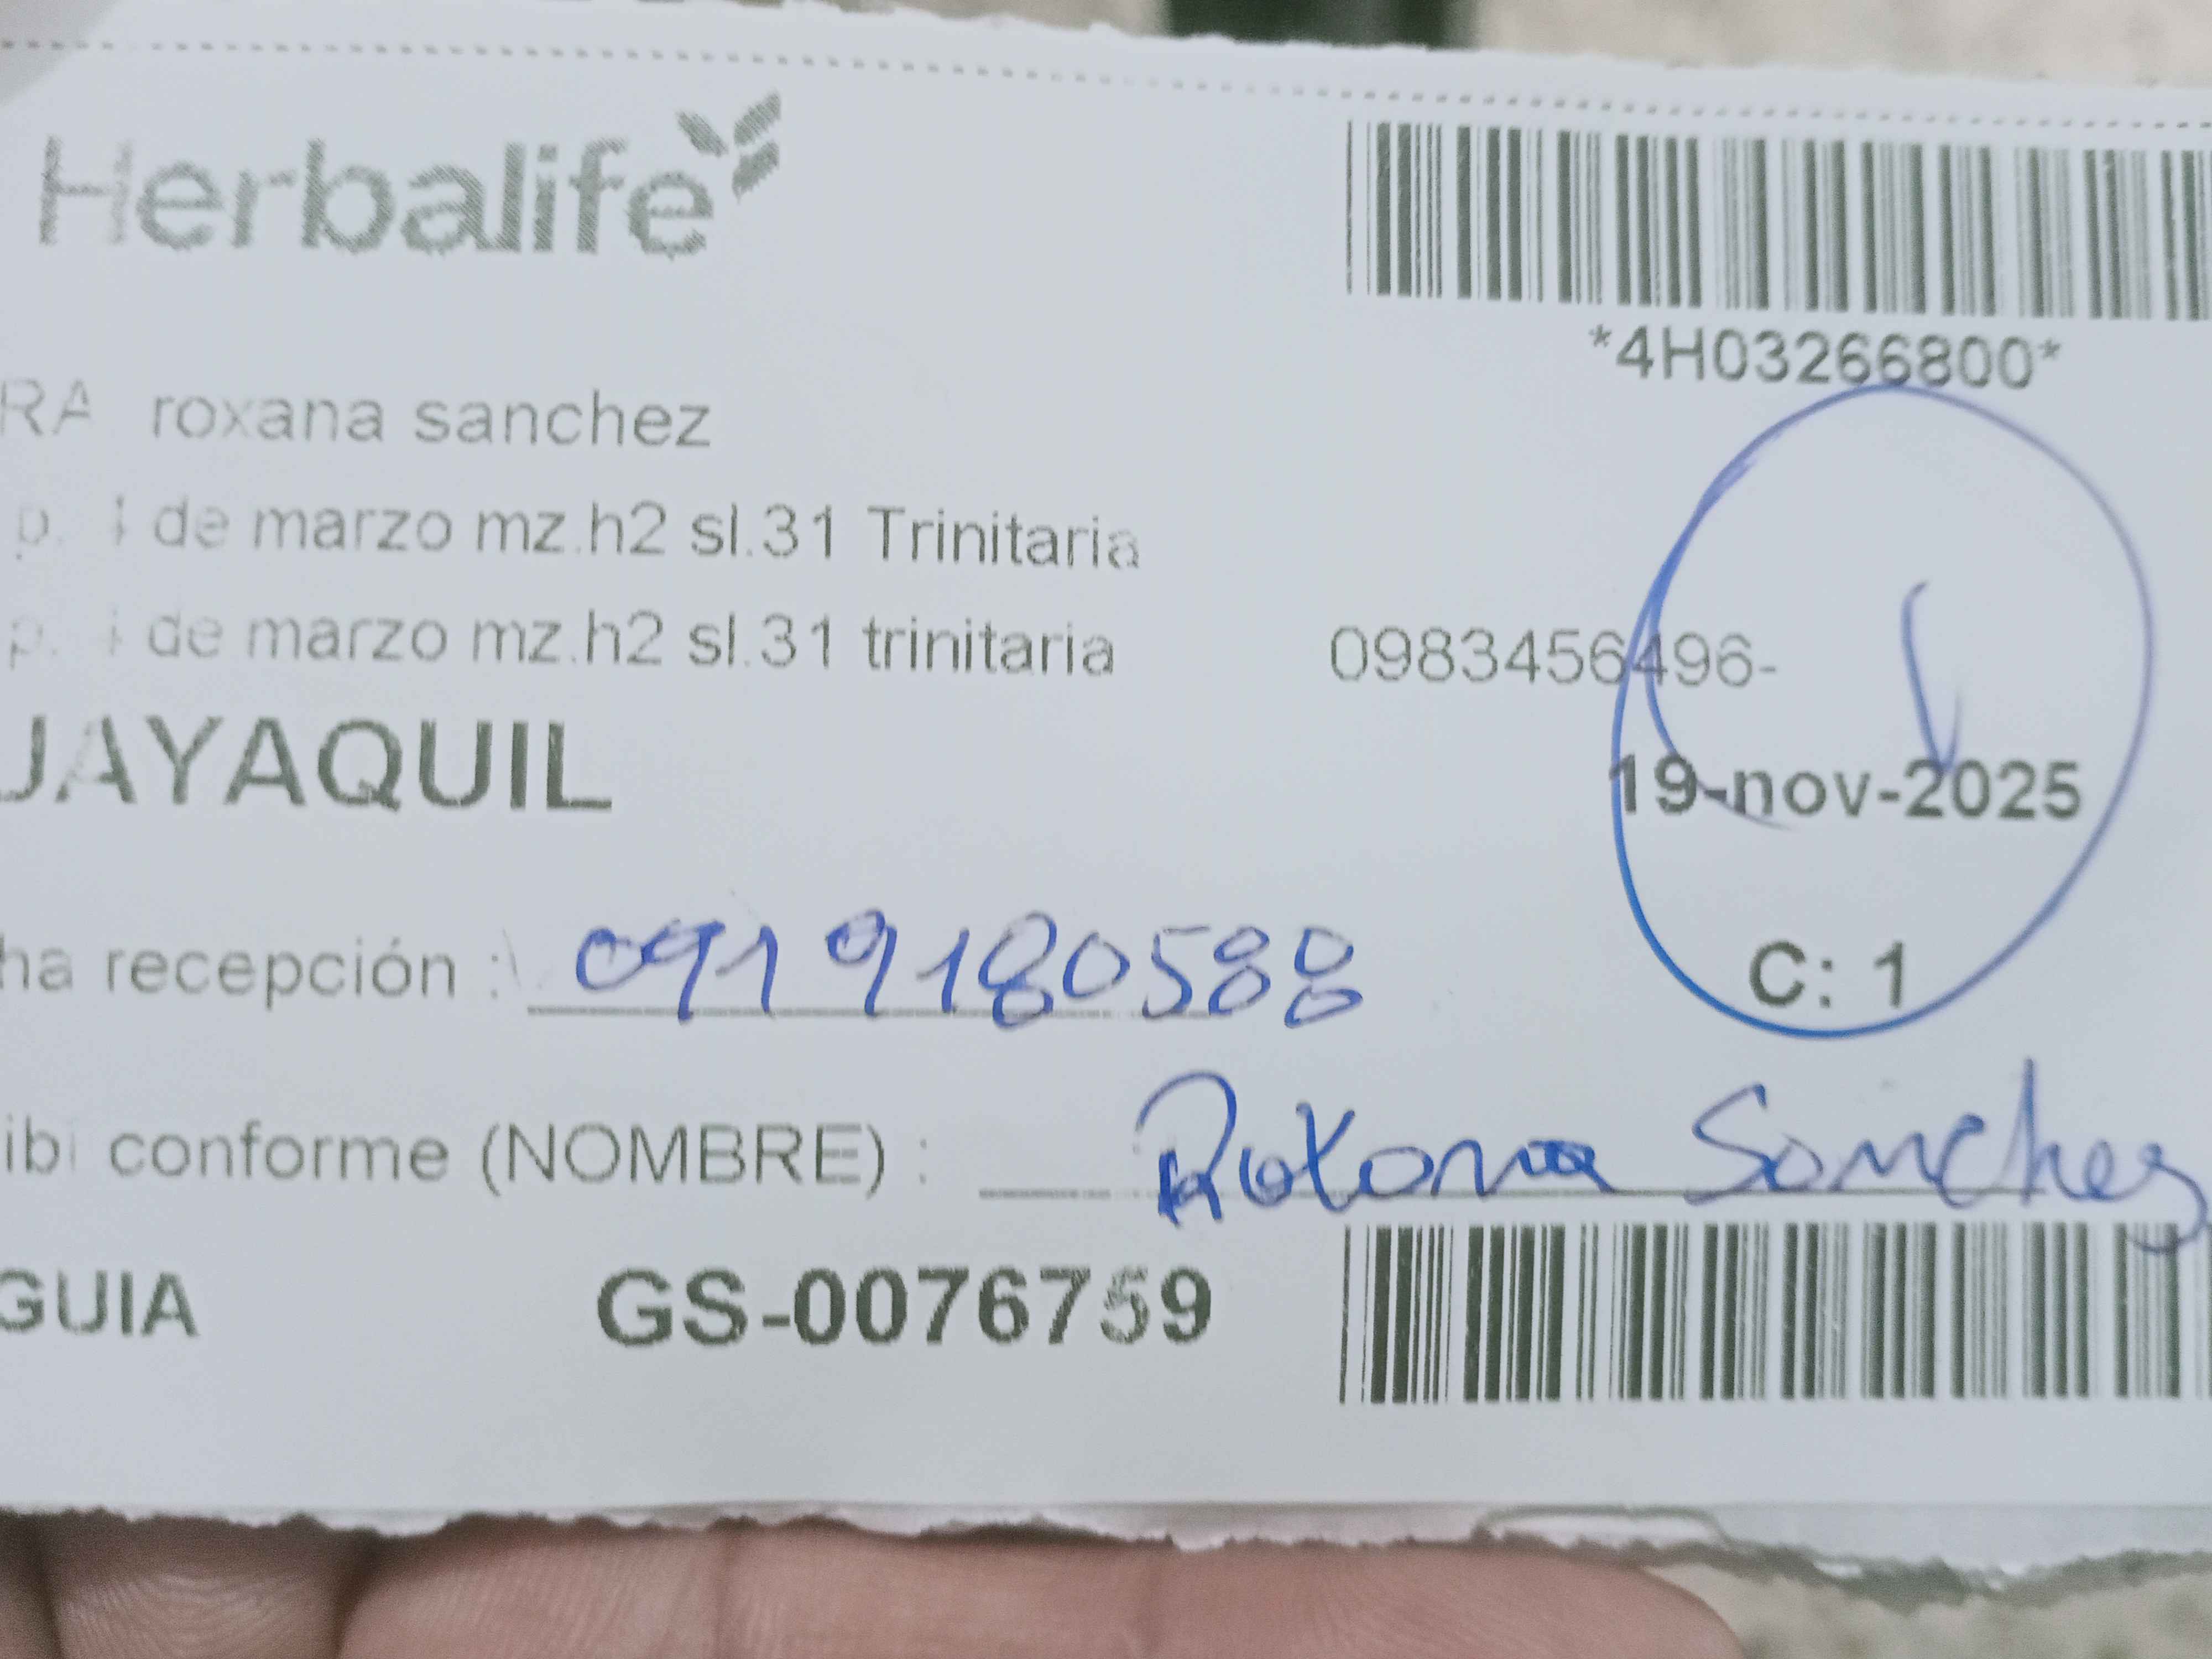 Herbalife
*4H03266800*
RA roxana sanchez
p. de marzo mz.h2 sl.31 Trinitaria
p. de marzo mz.h2 sl.31 trinitaria 0983456496-
JAYAQUIL 19-nov-2025
ha recepción : 0919180588 C: 1
ibi conforme (NOMBRE) : Roxana Sanchez
GUIA GS-0076759